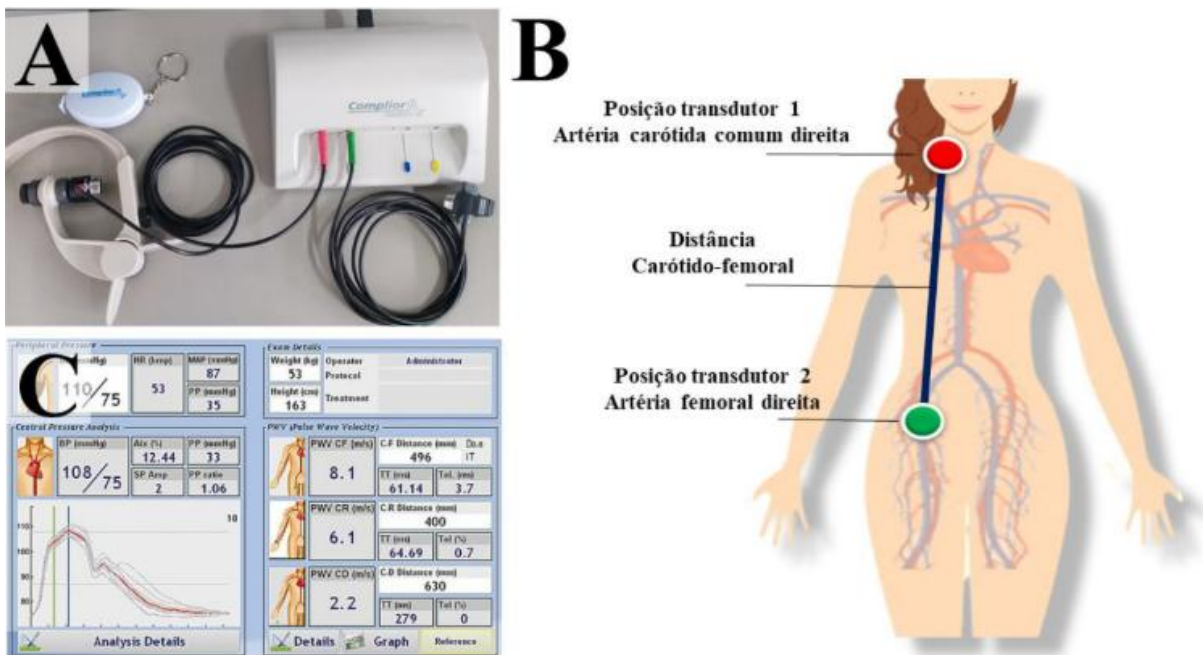 A
Complior
B
Posição transdutor 1
Artéria carótida comum direita
Distância
Carótido-femoral
Posição transdutor 2
Artéria femoral direita
C
Peripheral Pressure
110/75
HR (bmp)
53
MAP (mmHg)
87
PP (mmHg)
35
Exam Details
Weight (kg)
53
Height (cm)
163
Operator
Administrator
Protocol
Treatment
Central Pressure Analysis
BP (mmHg)
108/75
AIx (%)
12.44
PP (mmHg)
33
SP Amp
2
PP ratio
1.06
10
110
100
90
80
Analysis Details
PWV (Pulse Wave Velocity)
PWV CF (m/s)
8.1
C-F Distance (mm)
496
TT (ms)
61.14
Tol. (ms)
3.7
PWV CR (m/s)
6.1
C-R Distance (mm)
400
TT (ms)
64.69
Tol (%)
0.7
PWV CD (m/s)
2.2
C-D Distance (mm)
630
TT (ms)
279
Tol (%)
0
Details
Graph
Reference